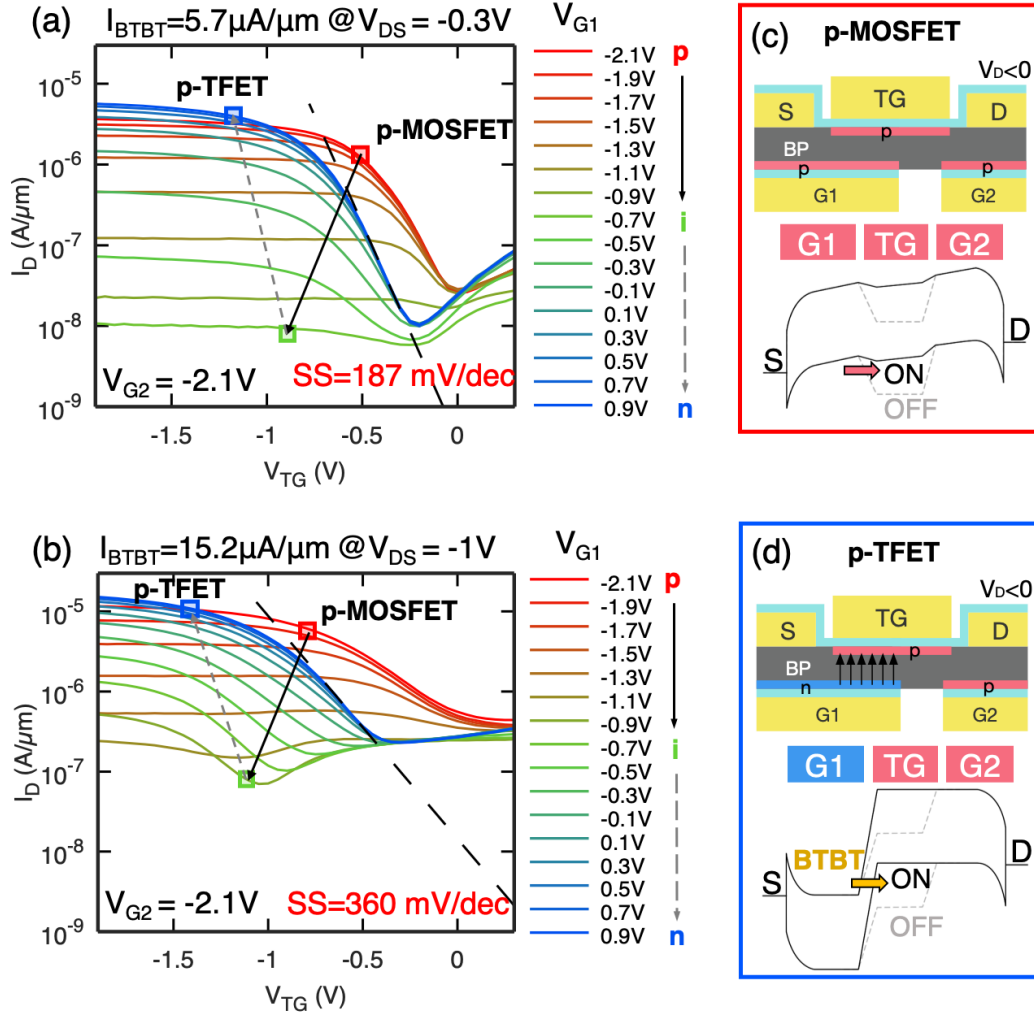 (a)
I_BTBT=5.7µA/µm @V_DS = -0.3V
V_G1
p-TFET
p-MOSFET
I_D (A/µm)
10^-5
10^-6
10^-7
10^-8
10^-9
V_G2 = -2.1V
SS=187 mV/dec
-1.5
-1
-0.5
0
V_TG (V)
-2.1V
p
-1.9V
-1.7V
-1.5V
-1.3V
-1.1V
-0.9V
-0.7V
i
-0.5V
-0.3V
-0.1V
0.1V
0.3V
0.5V
0.7V
0.9V
n
(c)
p-MOSFET
V_D<0
S
TG
D
p
BP
p
p
G1
G2
G1
TG
G2
S
D
ON
OFF
(b)
I_BTBT=15.2µA/µm @V_DS = -1V
V_G1
p-TFET
p-MOSFET
I_D (A/µm)
10^-5
10^-6
10^-7
10^-8
10^-9
V_G2 = -2.1V
SS=360 mV/dec
-1.5
-1
-0.5
0
V_TG (V)
-2.1V
p
-1.9V
-1.7V
-1.5V
-1.3V
-1.1V
-0.9V
-0.7V
i
-0.5V
-0.3V
-0.1V
0.1V
0.3V
0.5V
0.7V
0.9V
n
(d)
p-TFET
V_D<0
S
TG
D
p
BP
n
p
G1
G2
G1
TG
G2
BTBT
S
D
ON
OFF